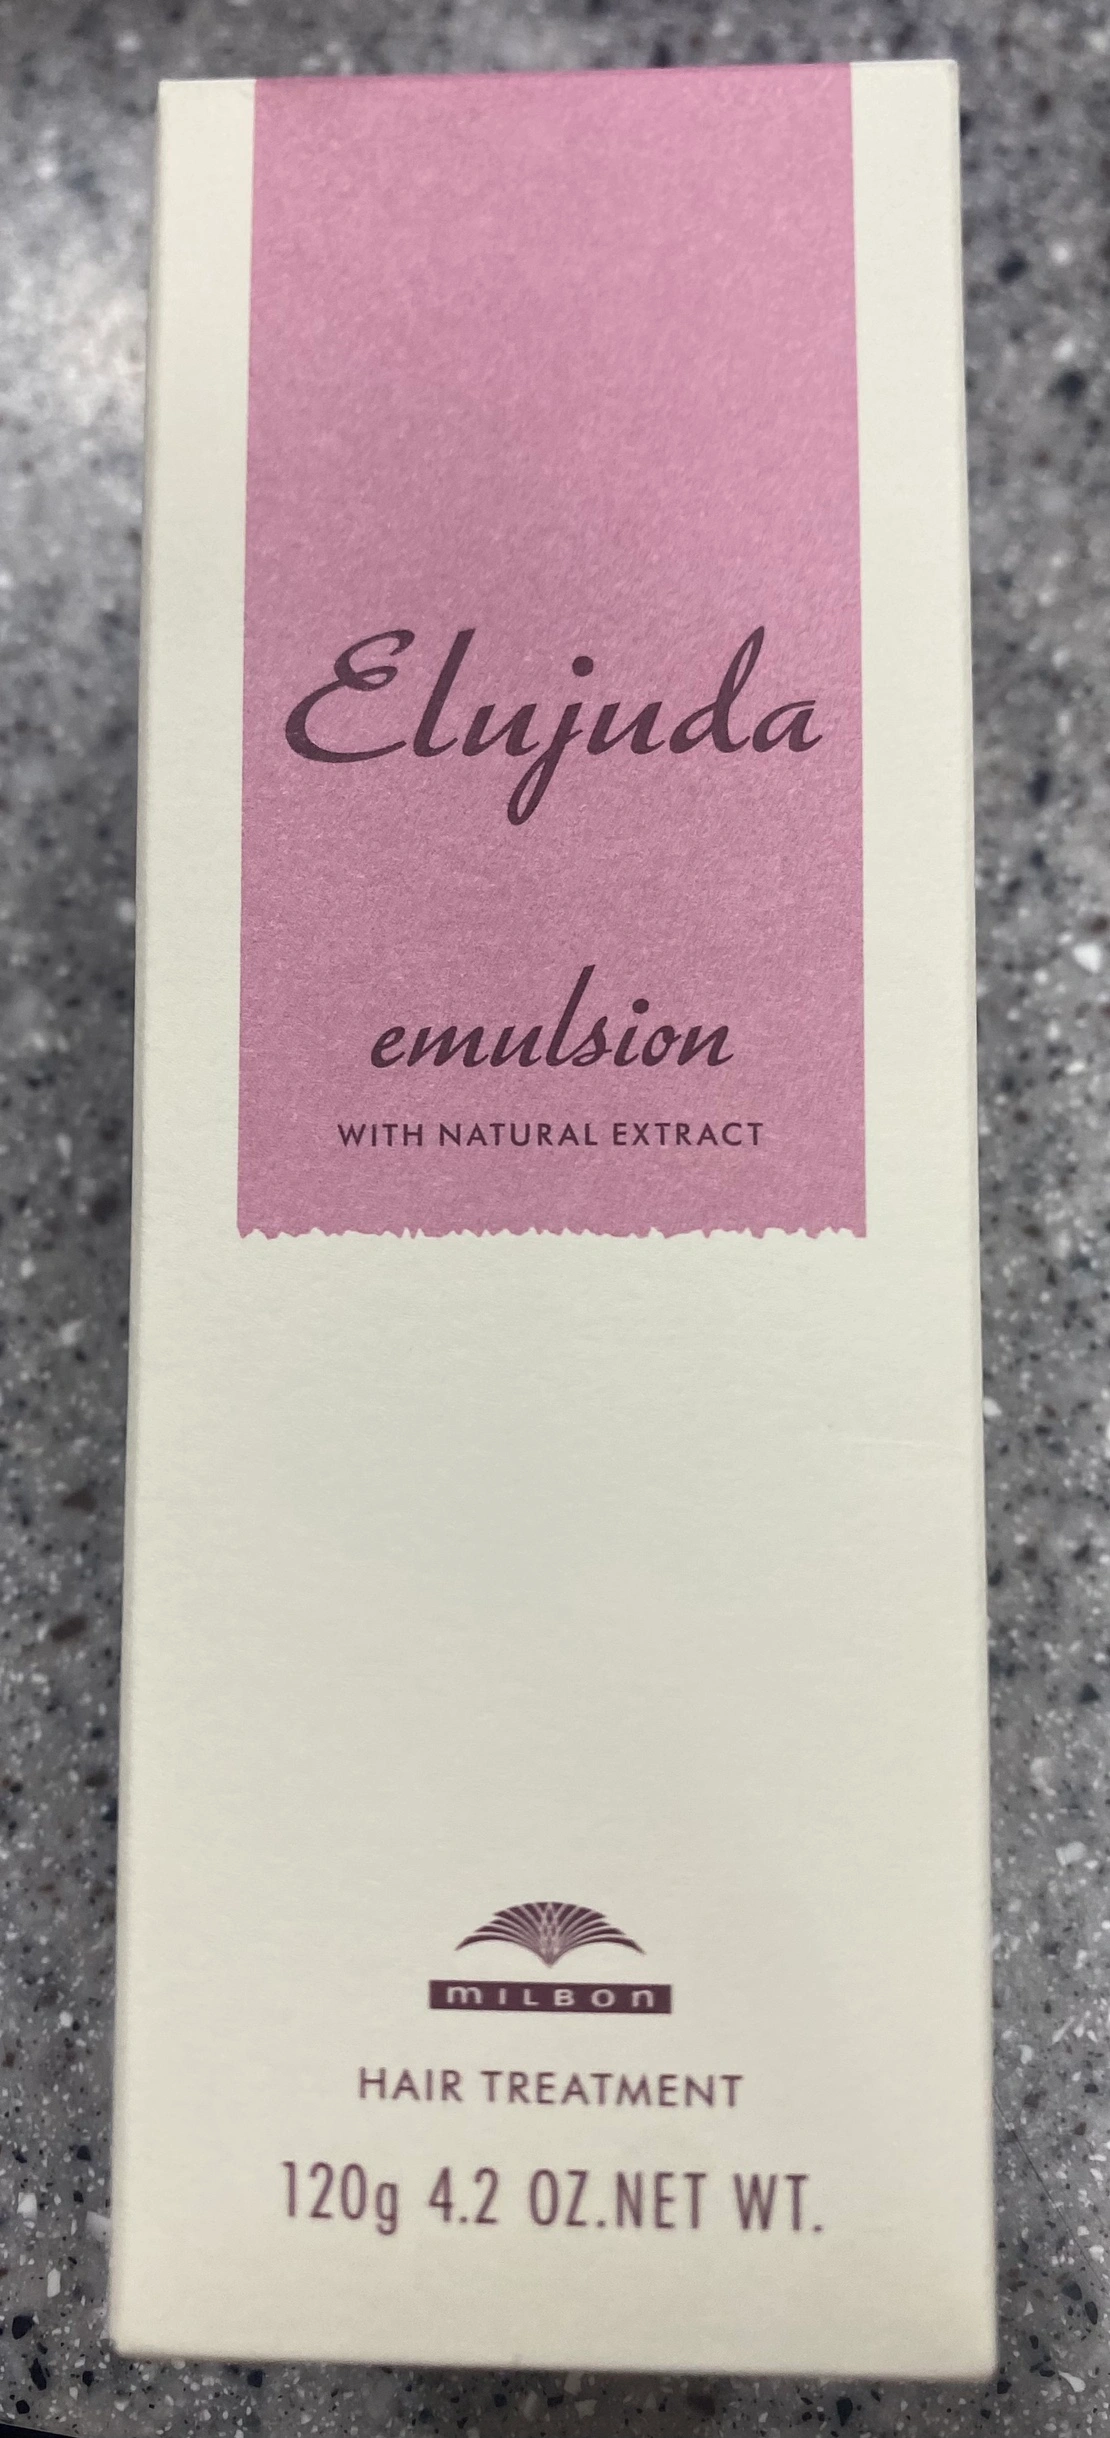 Elujuda
emulsion
WITH NATURAL EXTRACT
mILBon
HAIR TREATMENT
120g 4.2 OZ.NET WT.